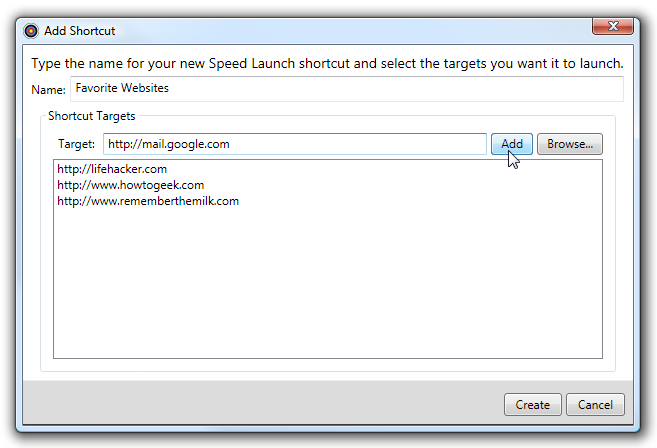 Add Shortcut
Type the name for your new Speed Launch shortcut and select the targets you want it to launch.
Name: Favorite Websites
Shortcut Targets
Target: http://mail.google.com Add Browse...
http://lifehacker.com
http://www.howtogeek.com
http://www.rememberthemilk.com
Create Cancel